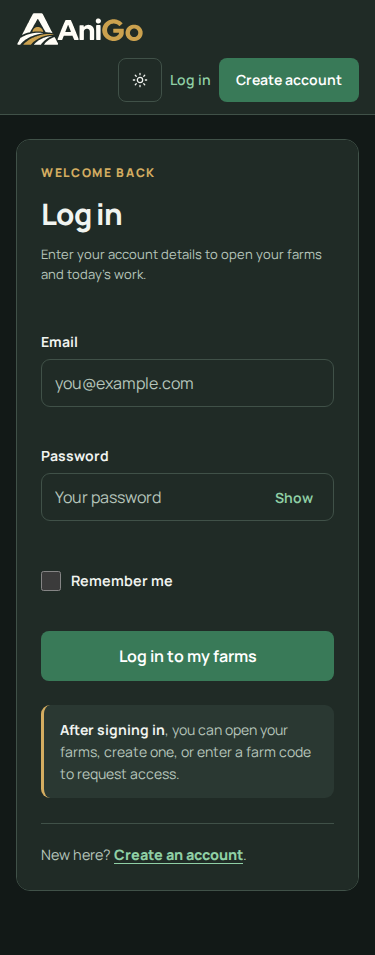 AniGo
Log in
Create account
WELCOME BACK
Log in
Enter your account details to open your farms
and today's work.
Email
you@example.com
Password
Your password
Show
Remember me
Log in to my farms
After signing in, you can open your
farms, create one, or enter a farm code
to request access.
New here? Create an account.